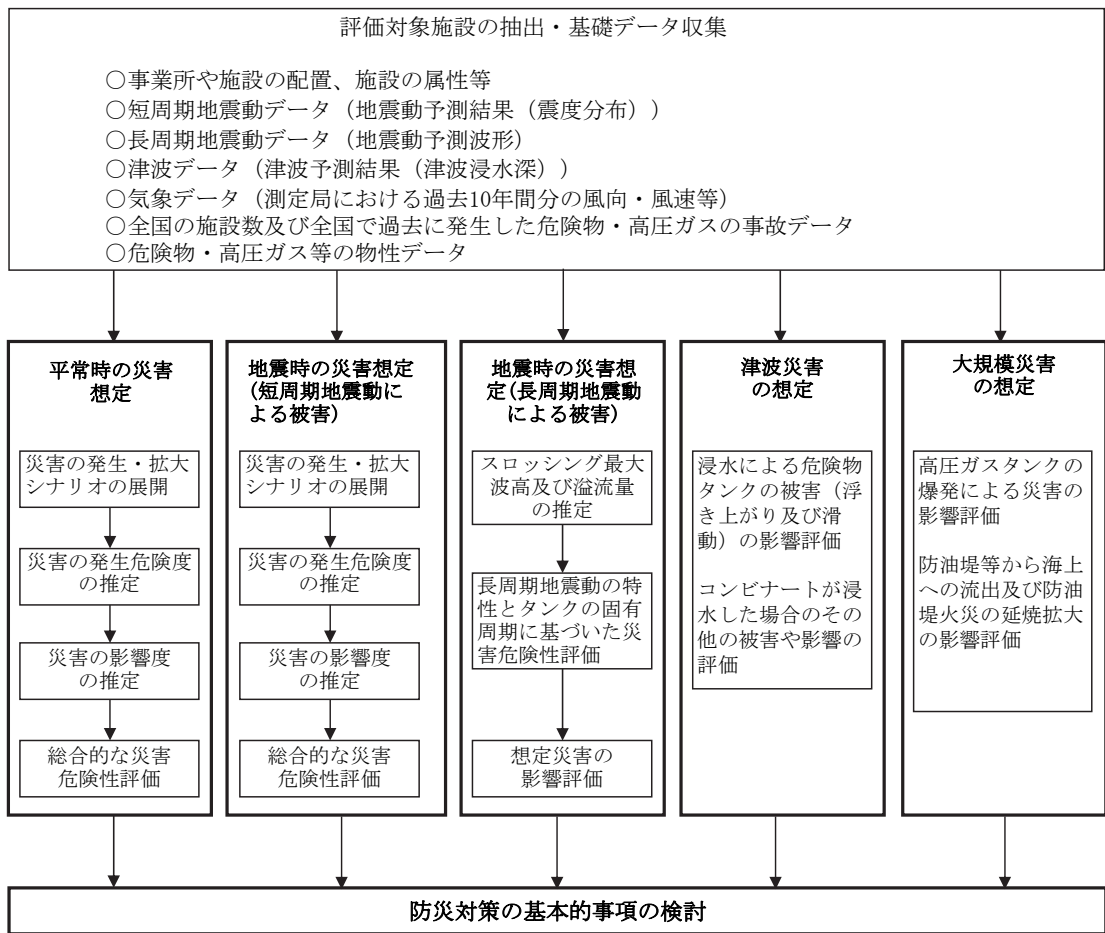 評価対象施設の抽出・基礎データ収集
○事業所や施設の配置、施設の属性等
○短周期地震動データ（地震動予測結果（震度分布））
○長周期地震動データ（地震動予測波形）
○津波データ（津波予測結果（津波浸水深））
○気象データ（測定局における過去10年間分の風向・風速等）
○全国の施設数及び全国で過去に発生した危険物・高圧ガスの事故データ
○危険物・高圧ガス等の物性データ
平常時の災害
想定
災害の発生・拡大
シナリオの展開
災害の発生危険度
の推定
災害の影響度
の推定
総合的な災害
危険性評価
地震時の災害想定
(短周期地震動に
よる被害)
災害の発生・拡大
シナリオの展開
災害の発生危険度
の推定
災害の影響度
の推定
総合的な災害
危険性評価
地震時の災害想
定(長周期地震動
による被害)
スロッシング最大
波高及び溢流量
の推定
長周期地震動の特
性とタンクの固有
周期に基づいた災
害危険性評価
想定災害の
影響評価
津波災害
の想定
浸水による危険物
タンクの被害（浮
き上がり及び滑
動）の影響評価
コンビナートが浸
水した場合のその
他の被害や影響の
評価
大規模災害
の想定
高圧ガスタンクの
爆発による災害の
影響評価
防油堤等から海上
への流出及び防油
堤火災の延焼拡大
の影響評価
防災対策の基本的事項の検討